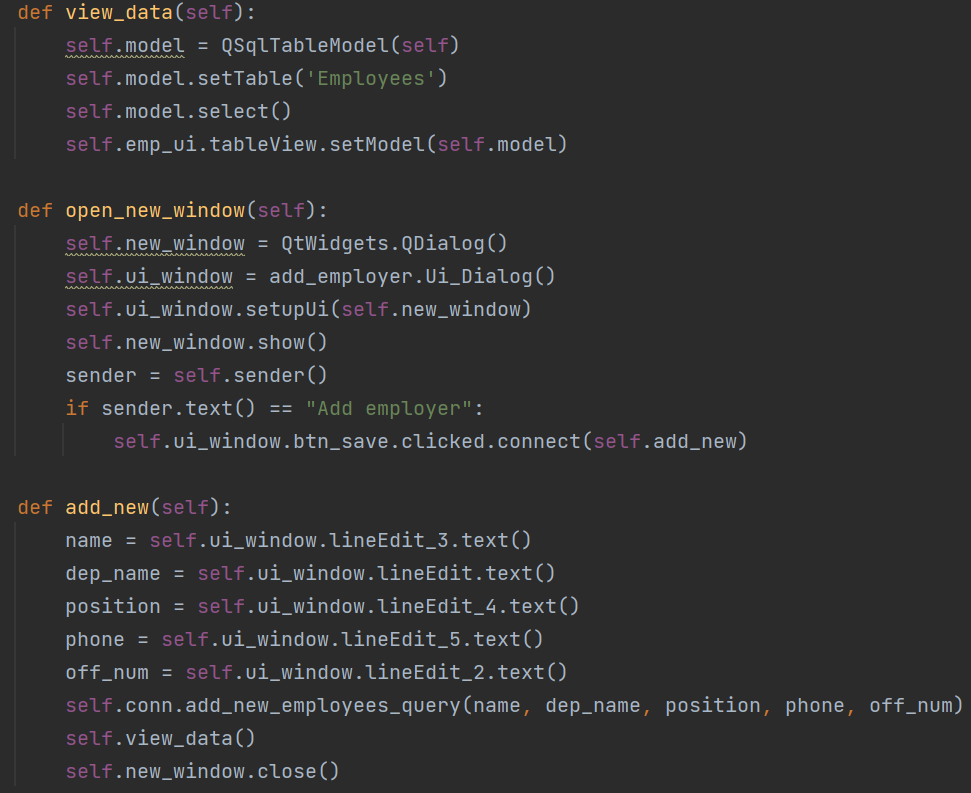 def view_data(self):
    self.model = QSqlTableModel(self)
    self.model.setTable('Employees')
    self.model.select()
    self.emp_ui.tableView.setModel(self.model)

def open_new_window(self):
    self.new_window = QtWidgets.QDialog()
    self.ui_window = add_employer.Ui_Dialog()
    self.ui_window.setupUi(self.new_window)
    self.new_window.show()
    sender = self.sender()
    if sender.text() == "Add employer":
        self.ui_window.btn_save.clicked.connect(self.add_new)

def add_new(self):
    name = self.ui_window.lineEdit_3.text()
    dep_name = self.ui_window.lineEdit.text()
    position = self.ui_window.lineEdit_4.text()
    phone = self.ui_window.lineEdit_5.text()
    off_num = self.ui_window.lineEdit_2.text()
    self.conn.add_new_employees_query(name, dep_name, position, phone, off_num)
    self.view_data()
    self.new_window.close()